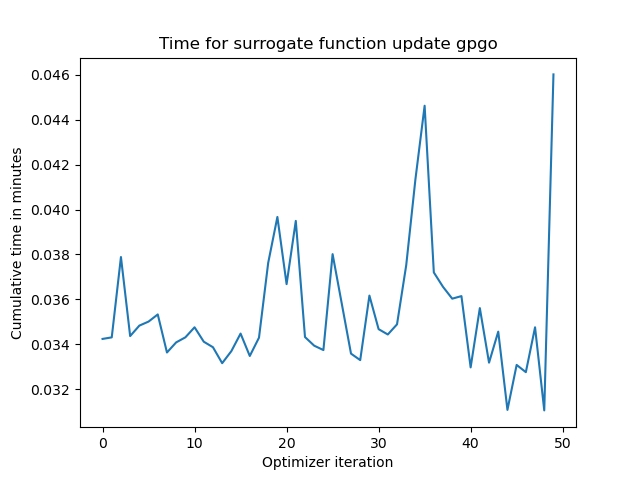 Time for surrogate function update gpgo
Cumulative time in minutes
0.046
0.044
0.042
0.040
0.038
0.036
0.034
0.032
0 10 20 30 40 50
Optimizer iteration